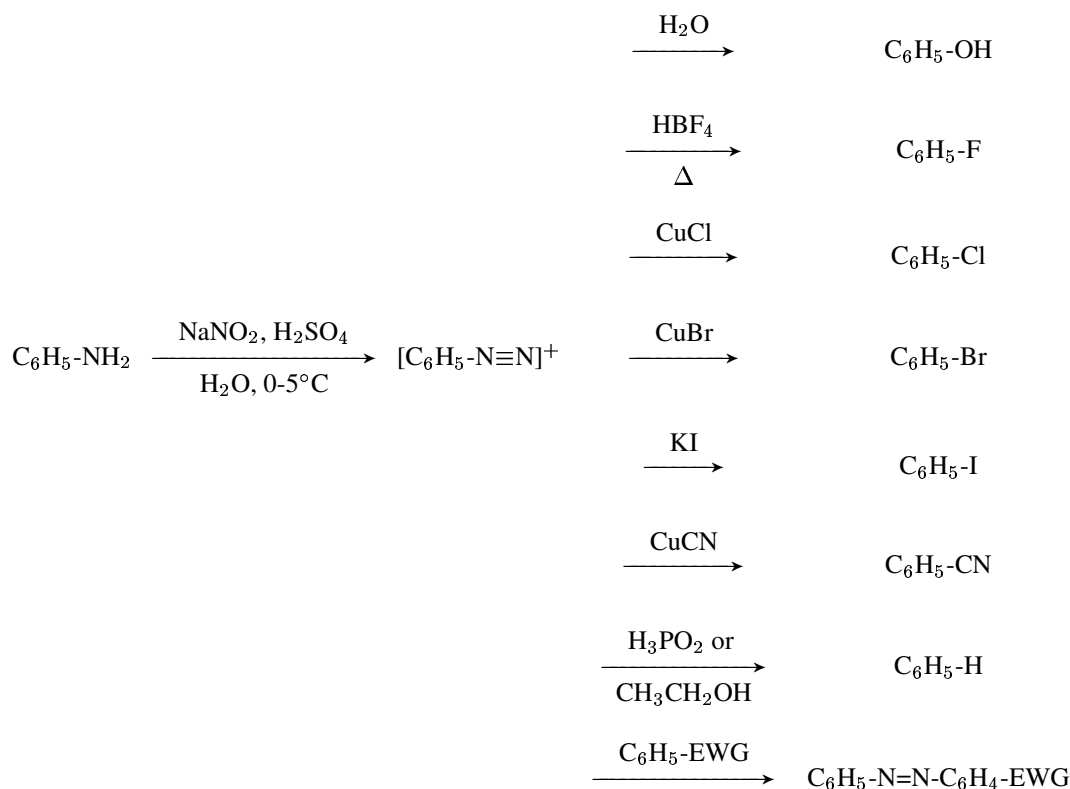 H₂O
C₆H₅-OH
HBF₄
Δ
C₆H₅-F
CuCl
C₆H₅-Cl
C₆H₅-NH₂
NaNO₂, H₂SO₄
H₂O, 0-5°C
[C₆H₅-N≡N]⁺
CuBr
C₆H₅-Br
KI
C₆H₅-I
CuCN
C₆H₅-CN
H₃PO₂ or
CH₃CH₂OH
C₆H₅-H
C₆H₅-EWG
C₆H₅-N=N-C₆H₄-EWG